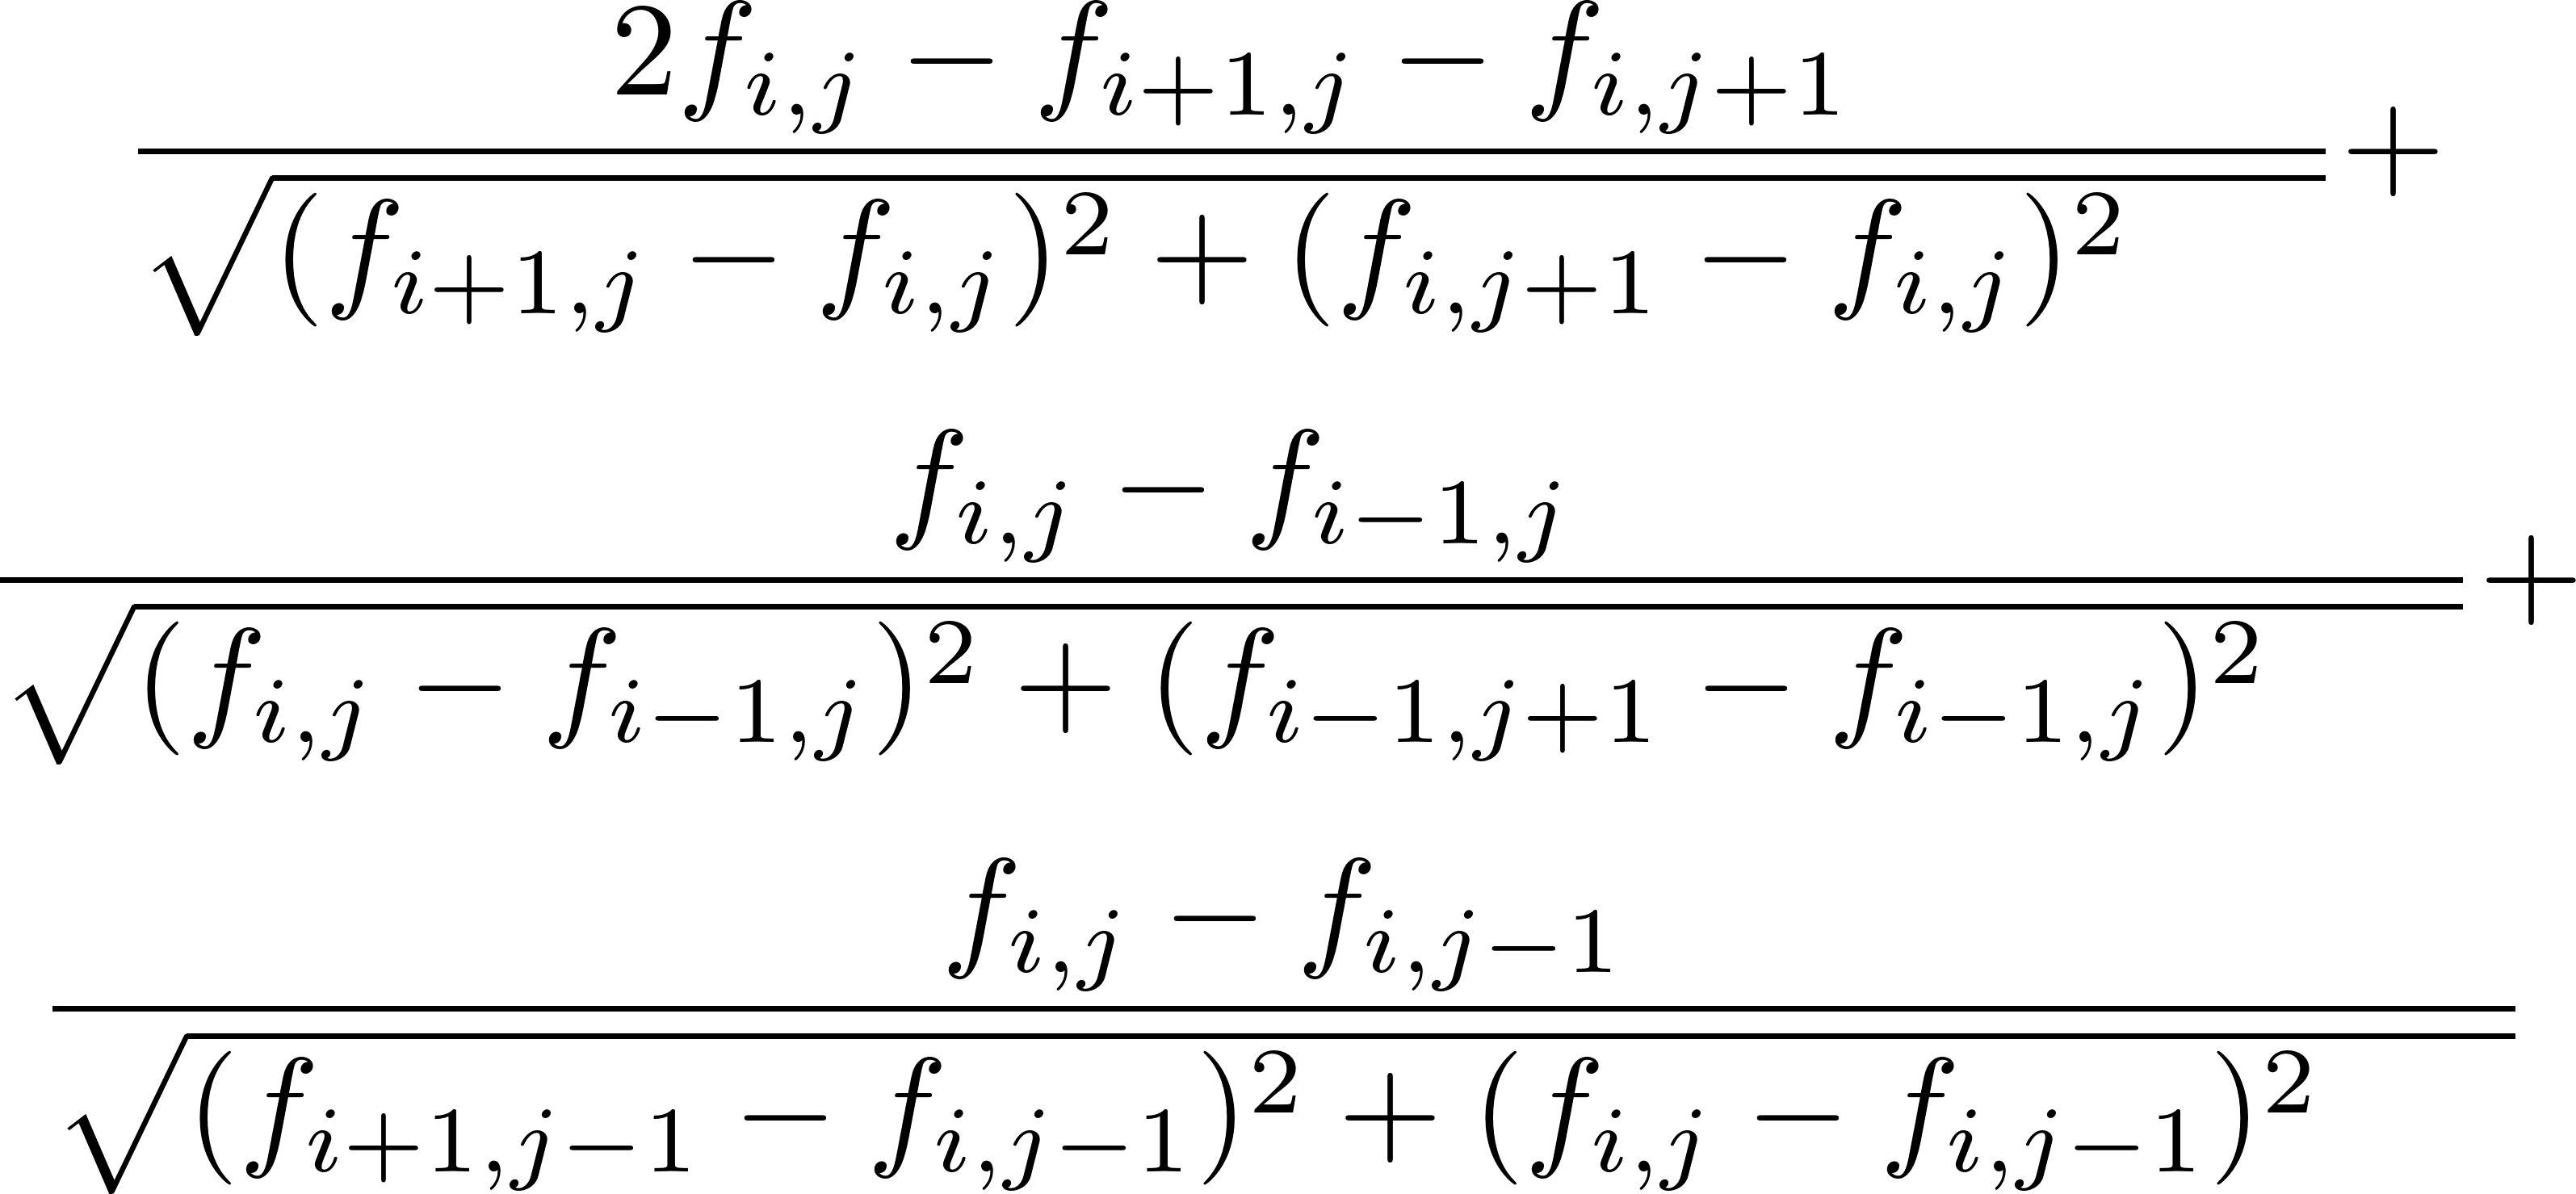 \frac{2f_{i,j} - f_{i+1,j} - f_{i,j+1}}{\sqrt{(f_{i+1,j} - f_{i,j})^2 + (f_{i,j+1} - f_{i,j})^2}} +
\frac{f_{i,j} - f_{i-1,j}}{\sqrt{(f_{i,j} - f_{i-1,j})^2 + (f_{i-1,j+1} - f_{i-1,j})^2}} +
\frac{f_{i,j} - f_{i,j-1}}{\sqrt{(f_{i+1,j-1} - f_{i,j-1})^2 + (f_{i,j} - f_{i,j-1})^2}}